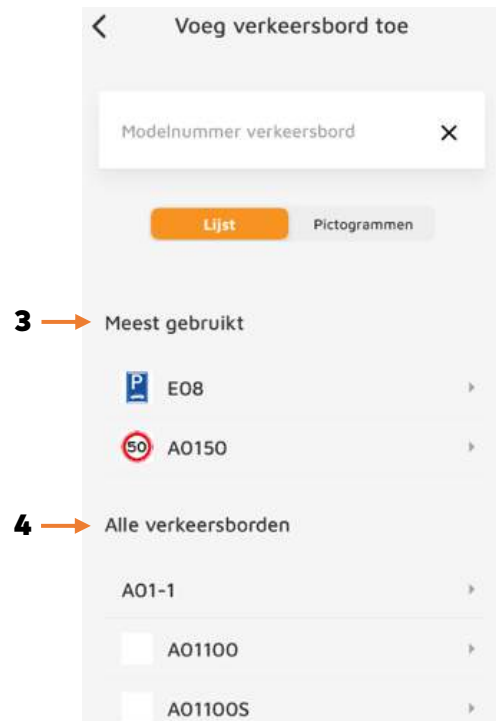 Voeg verkeersbord toe
Modelnummer verkeersbord
Lijst Pictogrammen
3 Meest gebruikt
P E08
50 A0150
4 Alle verkeersborden
A01-1
A01100
A01100S